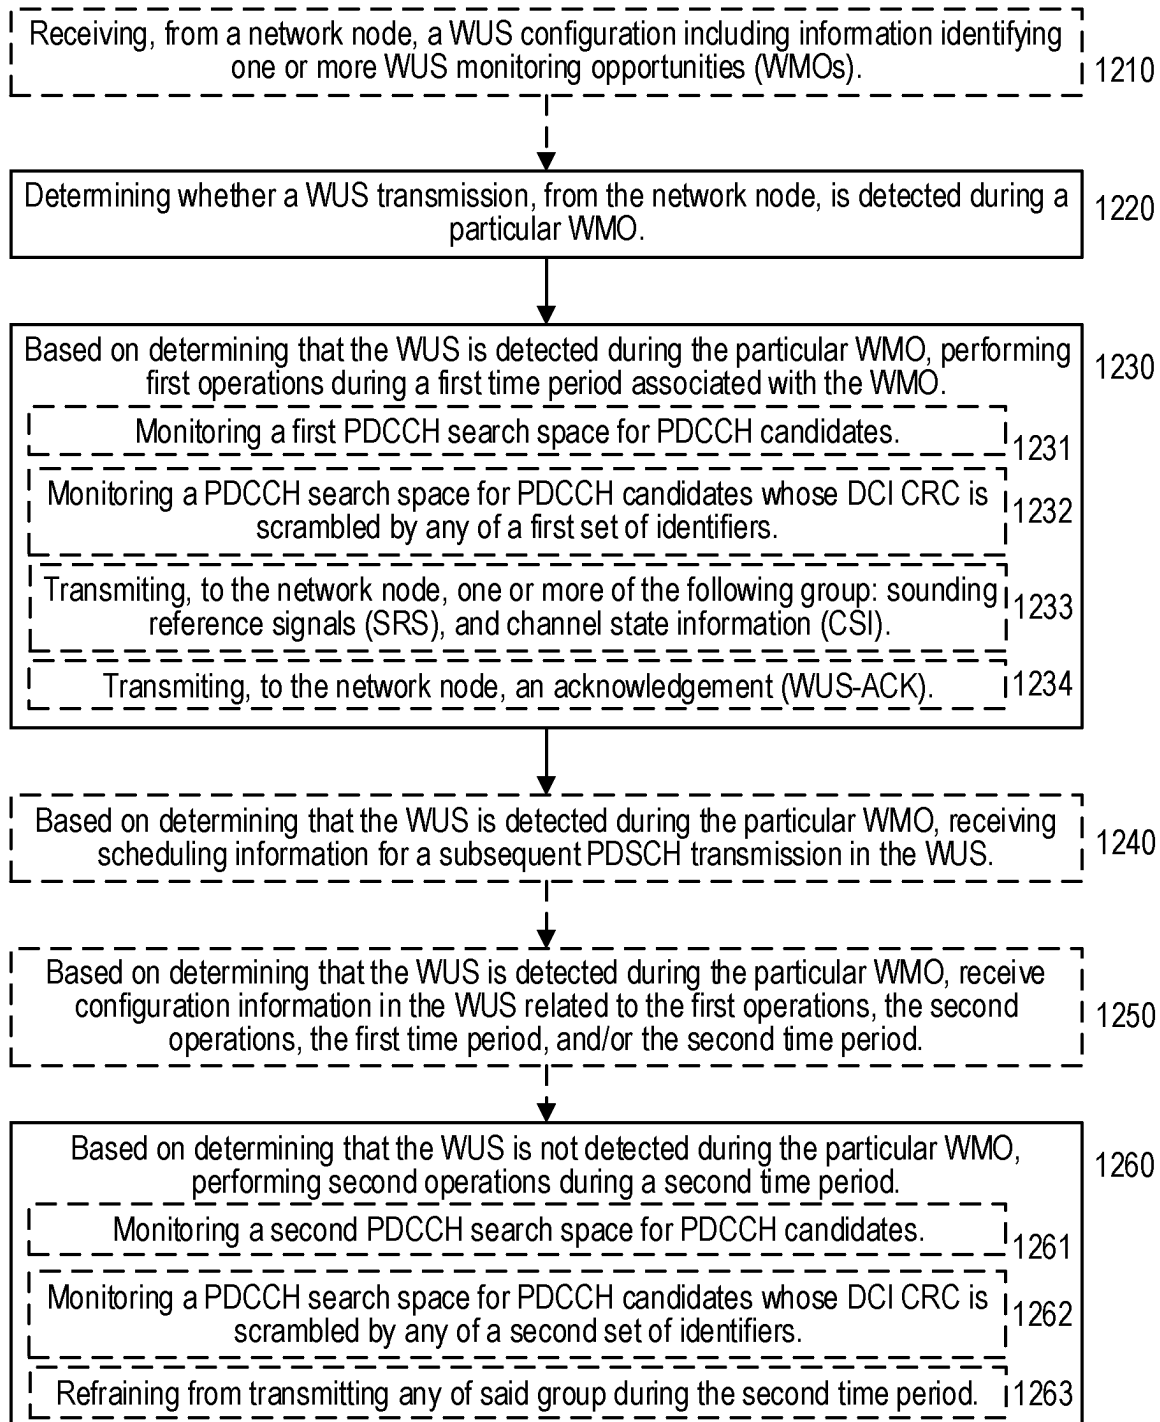 Receiving, from a network node, a WUS configuration including information identifying
one or more WUS monitoring opportunities (WMOs).
1210
Determining whether a WUS transmission, from the network node, is detected during a
particular WMO.
1220
Based on determining that the WUS is detected during the particular WMO, performing
first operations during a first time period associated with the WMO.
1230
Monitoring a first PDCCH search space for PDCCH candidates.
1231
Monitoring a PDCCH search space for PDCCH candidates whose DCI CRC is
scrambled by any of a first set of identifiers.
1232
Transmiting, to the network node, one or more of the following group: sounding
reference signals (SRS), and channel state information (CSI).
1233
Transmiting, to the network node, an acknowledgement (WUS-ACK).
1234
Based on determining that the WUS is detected during the particular WMO, receiving
scheduling information for a subsequent PDSCH transmission in the WUS.
1240
Based on determining that the WUS is detected during the particular WMO, receive
configuration information in the WUS related to the first operations, the second
operations, the first time period, and/or the second time period.
1250
Based on determining that the WUS is not detected during the particular WMO,
performing second operations during a second time period.
1260
Monitoring a second PDCCH search space for PDCCH candidates.
1261
Monitoring a PDCCH search space for PDCCH candidates whose DCI CRC is
scrambled by any of a second set of identifiers.
1262
Refraining from transmitting any of said group during the second time period.
1263